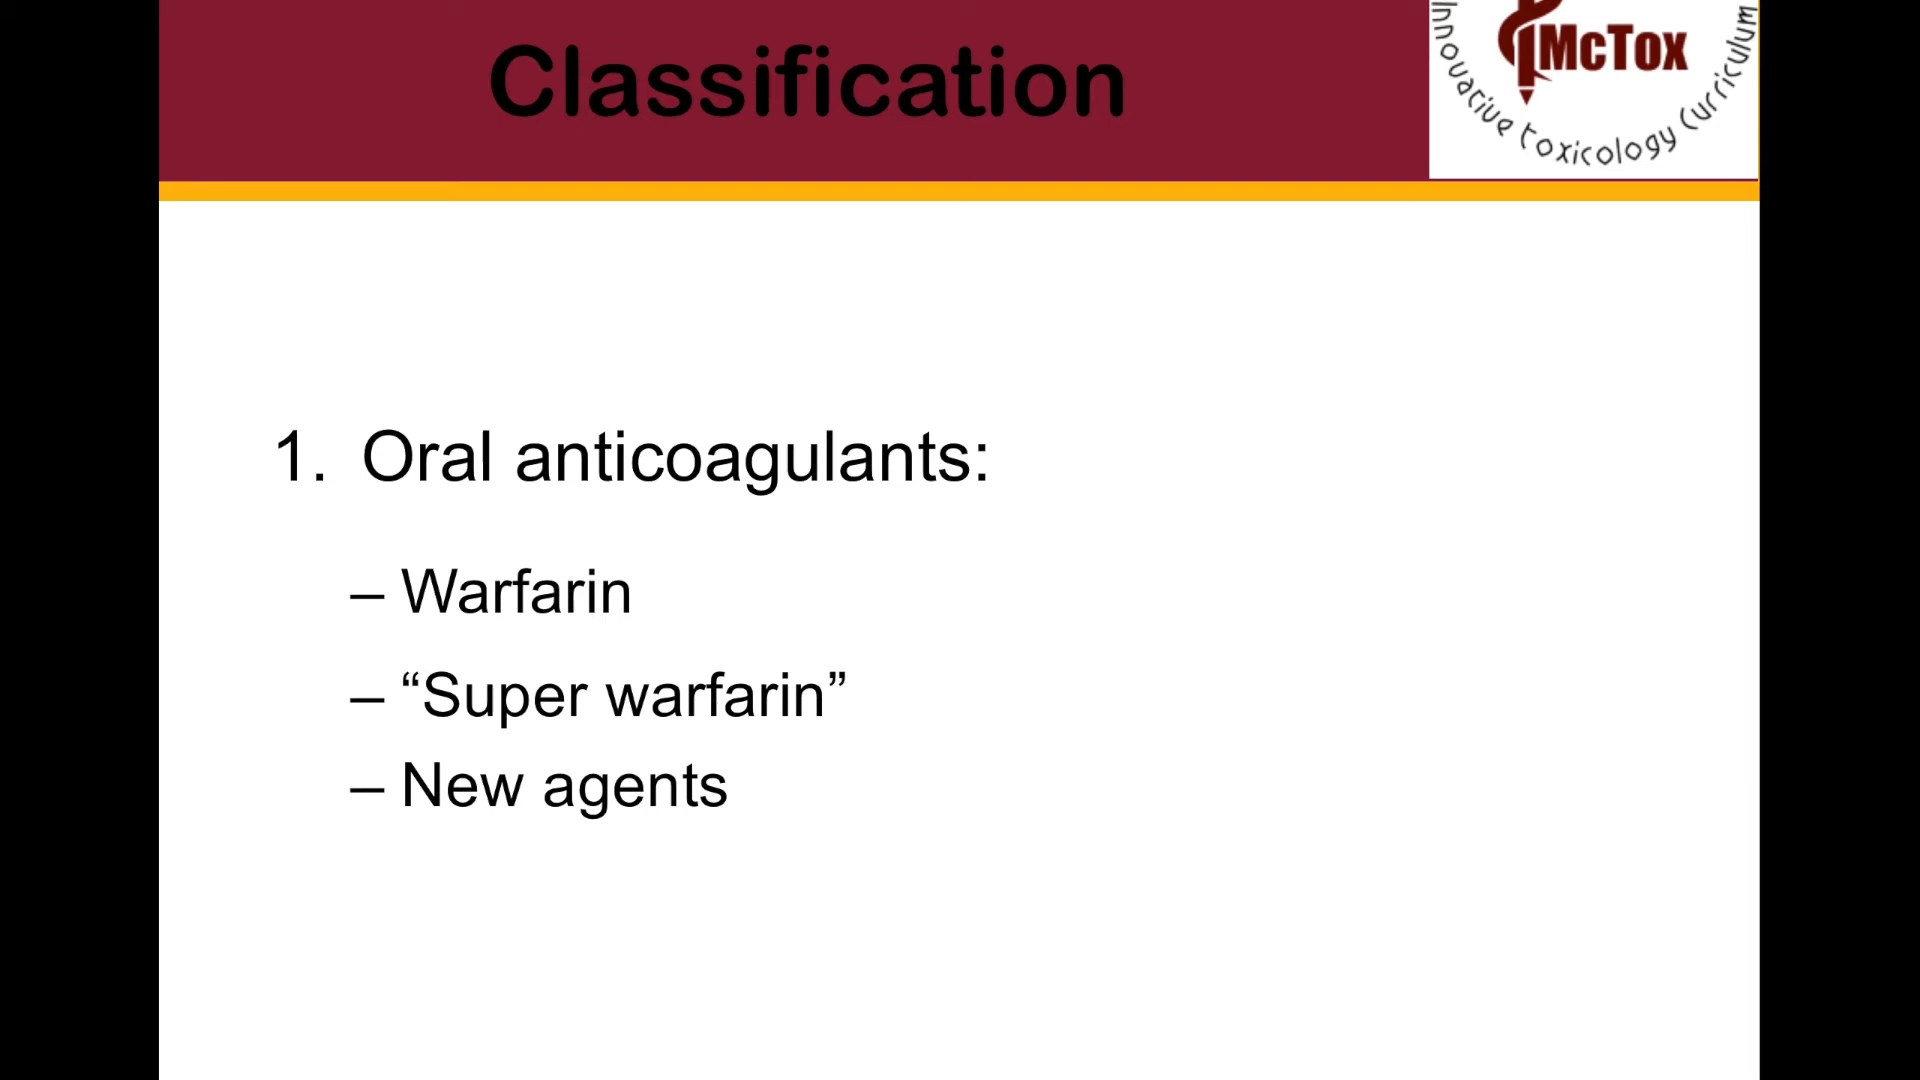 Classification
McTox
Innovative Toxicology Curriculum
1. Oral anticoagulants:
– Warfarin
– “Super warfarin”
– New agents